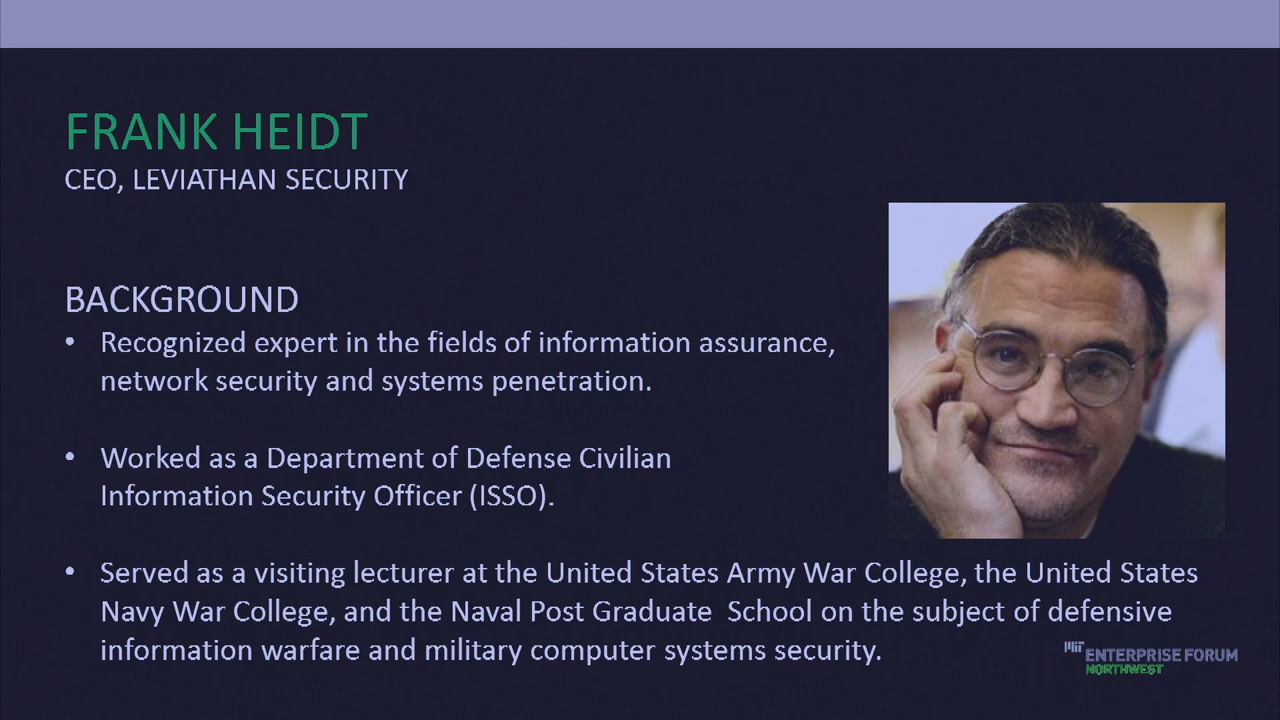 FRANK HEIDT
CEO, LEVIATHAN SECURITY
BACKGROUND
• Recognized expert in the fields of information assurance,
network security and systems penetration.
• Worked as a Department of Defense Civilian
Information Security Officer (ISSO).
• Served as a visiting lecturer at the United States Army War College, the United States
Navy War College, and the Naval Post Graduate  School on the subject of defensive
information warfare and military computer systems security.
MIT ENTERPRISE FORUM
NORTHWEST